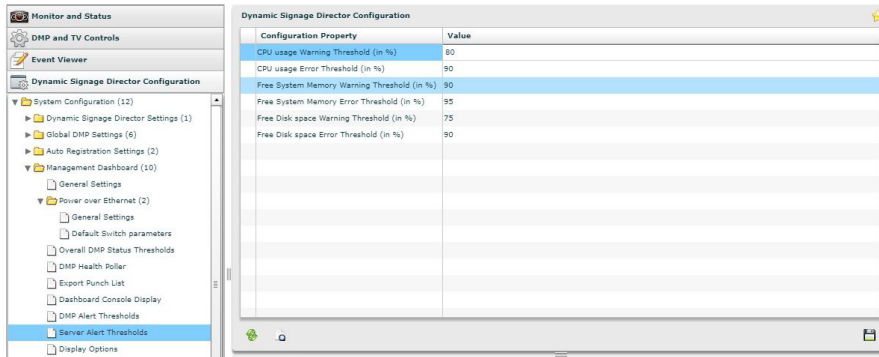 Monitor and Status
DMP and TV Controls
Event Viewer
Dynamic Signage Director Configuration
System Configuration (12)
Dynamic Signage Director Settings (1)
Global DMP Settings (6)
Auto Registration Settings (2)
Management Dashboard (10)
General Settings
Power over Ethernet (2)
General Settings
Default Switch parameters
Overall DMP Status Thresholds
DMP Health Poller
Export Punch List
Dashboard Console Display
DMP Alert Thresholds
Server Alert Thresholds
Display Options
Dynamic Signage Director Configuration
Configuration Property Value
CPU usage Warning Threshold (in %) 80
CPU usage Error Threshold (in %) 90
Free System Memory Warning Threshold (in %) 90
Free System Memory Error Threshold (in %) 95
Free Disk space Warning Threshold (in %) 75
Free Disk space Error Threshold (in %) 90